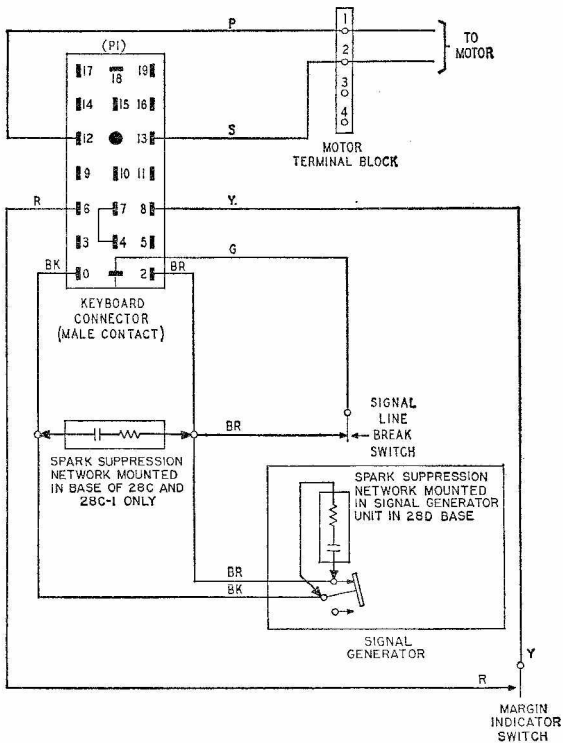 P
(P1)
1
2
3
4
TO
MOTOR
17
18
19
14
15
16
12
13
S
MOTOR
TERMINAL BLOCK
9
10
11
R
6
7
8
Y.
3
4
5
G
BK
0
2
BR
KEYBOARD
CONNECTOR
(MALE CONTACT)
BR
SIGNAL
LINE
BREAK
SWITCH
SPARK SUPPRESSION
NETWORK MOUNTED
IN BASE OF 28C AND
28C-1 ONLY
SPARK SUPPRESSION
NETWORK MOUNTED
IN SIGNAL GENERATOR
UNIT IN 28D BASE
BR
BK
SIGNAL
GENERATOR
Y
R
MARGIN
INDICATOR
SWITCH